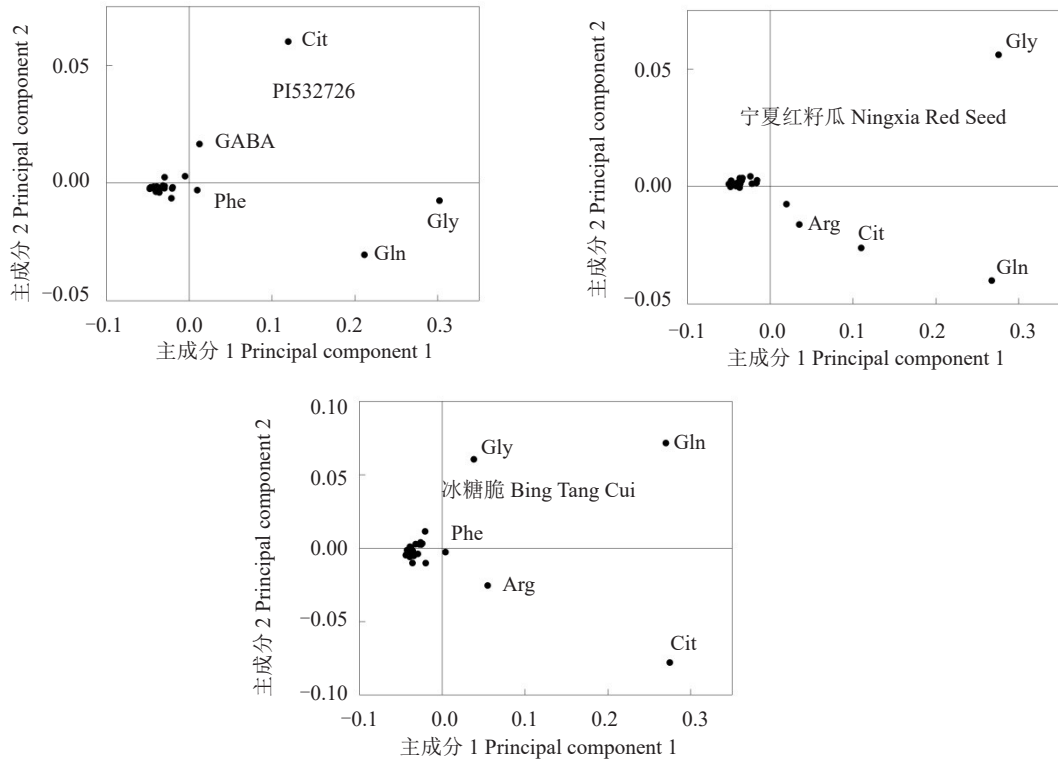 Cit
0.05
PI532726
GABA
0.00
Phe
Gly
Gln
−0.05
−0.1
0.0
0.1
0.2
0.3
主成分 2 Principal component 2
主成分 1 Principal component 1
Gly
0.05
宁夏红籽瓜 Ningxia Red Seed
0.00
Arg
Cit
Gln
−0.05
−0.1
0.0
0.1
0.2
0.3
主成分 2 Principal component 2
主成分 1 Principal component 1
0.10
Gly
Gln
0.05
冰糖脆 Bing Tang Cui
Phe
0.00
Arg
−0.05
Cit
−0.10
−0.1
0.0
0.1
0.2
0.3
主成分 2 Principal component 2
主成分 1 Principal component 1